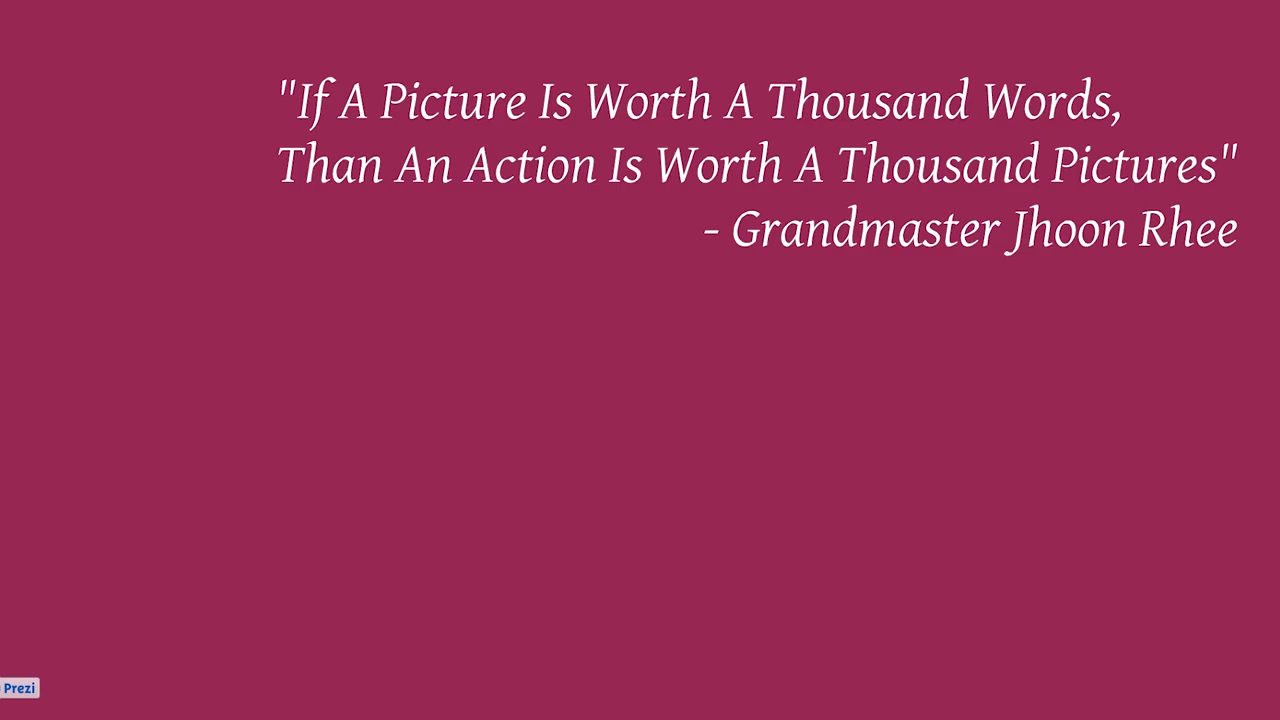 "If A Picture Is Worth A Thousand Words,
Than An Action Is Worth A Thousand Pictures"
- Grandmaster Jhoon Rhee
Prezi